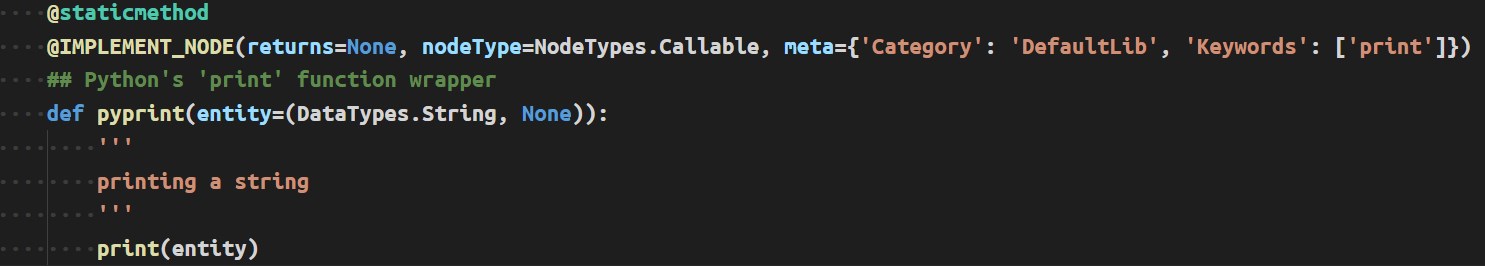 @staticmethod
@IMPLEMENT_NODE(returns=None, nodeType=NodeTypes.Callable, meta={'Category': 'DefaultLib', 'Keywords': ['print']})
## Python's 'print' function wrapper
def pyprint(entity=(DataTypes.String, None)):
'''
printing a string
'''
print(entity)